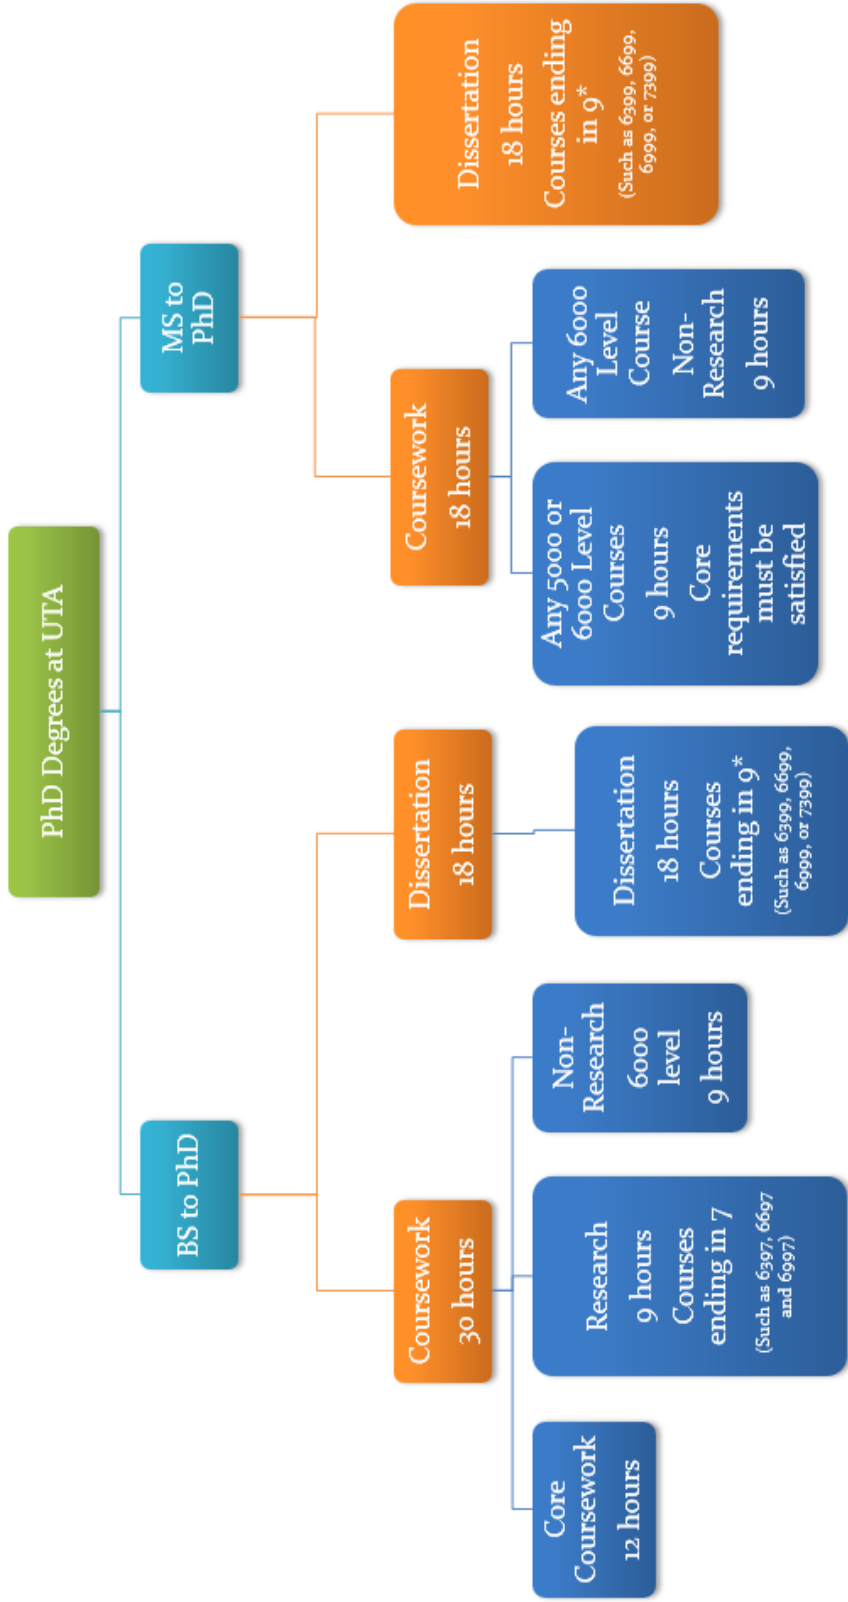 PhD Degrees at UTA
BS to PhD
MS to
PhD
Coursework
30 hours
Dissertation
18 hours
Coursework
18 hours
Dissertation
18 hours
Courses ending
in 9*
(Such as 6399, 6699,
6999, or 7399)
Core
Coursework
12 hours
Research
9 hours
Courses
ending in 7
(Such as 6397, 6697
and 6997)
Non-
Research
6000
level
9 hours
Dissertation
18 hours
Courses
ending in 9*
(Such as 6399, 6699,
6999, or 7399)
Any 5000 or
6000 Level
Courses
9 hours
Core
requirements
must be
satisfied
Any 6000
Level
Course
Non-
Research
9 hours